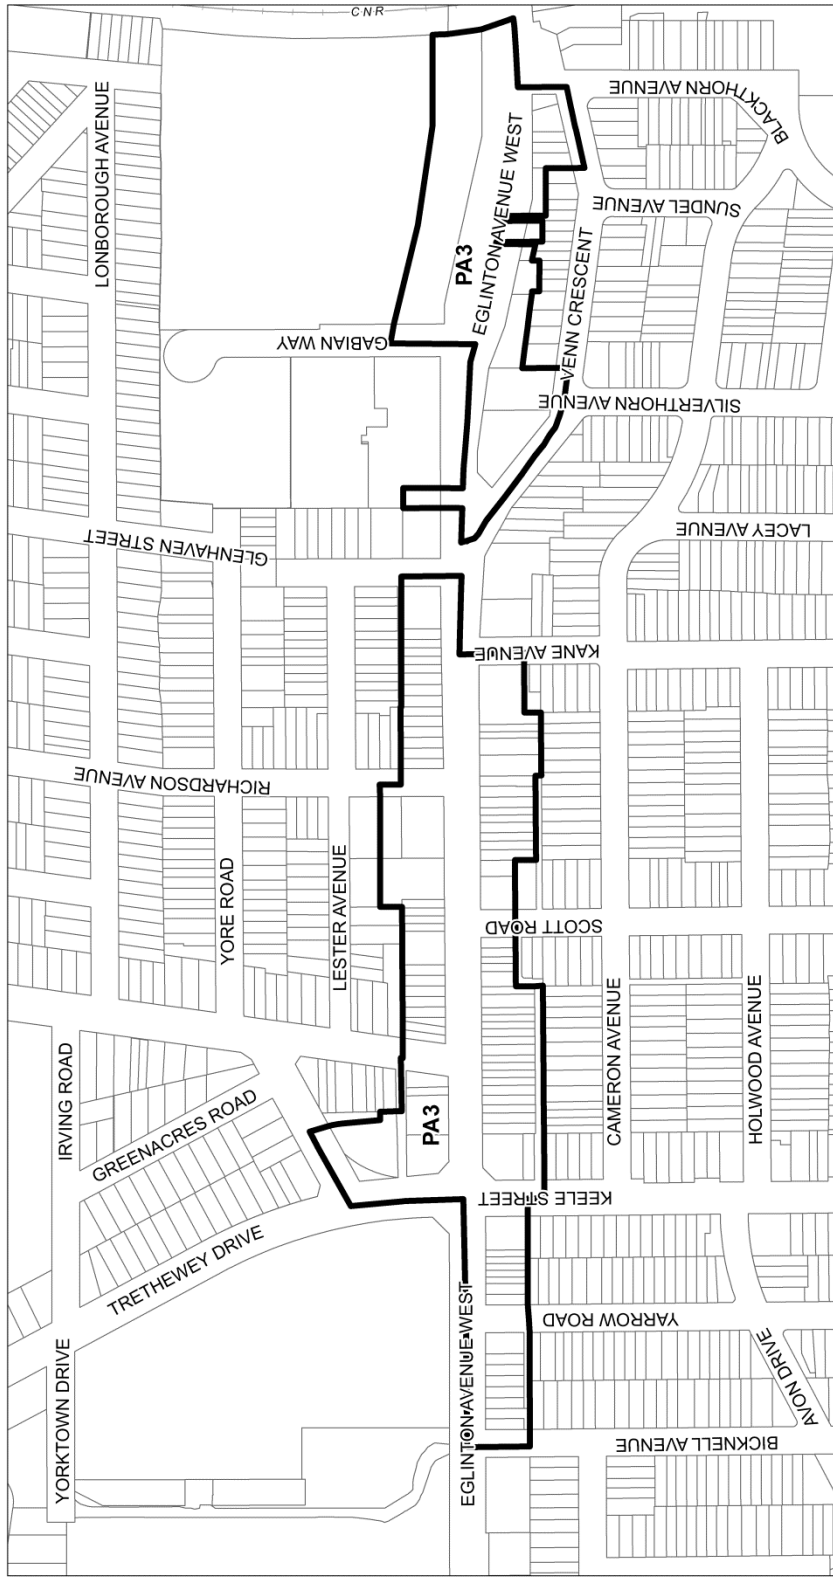 CNR
LONBOROUGH AVENUE
BLACKTHORN AVENUE
BLACKTHORN
EGLINTON AVENUE WEST
SUNDEL AVENUE
PA3
VENN CRESCENT
GABIAN WAY
SILVERTHORN AVENUE
GLENHAVEN STREET
LACEY AVENUE
KANE AVENUE
RICHARDSON AVENUE
YORE ROAD
LESTER AVENUE
SCOTT ROAD
IRVING ROAD
CAMERON AVENUE
HOLWOOD AVENUE
GREENACRES ROAD
PA3
KEELE STREET
TRETHEWEY DRIVE
YARROW ROAD
EGLINTON AVENUE WEST
YORKTOWN DRIVE
AVON DRIVE
BICKNELL AVENUE